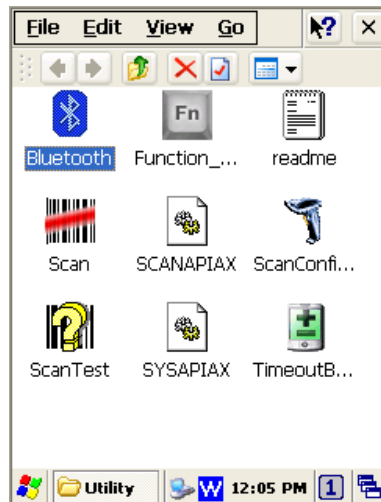 File Edit View Go ? ×
Fn
Bluetooth Function_... readme
Scan SCANAPIAX ScanConfi...
?
ScanTest SYSAPIAX TimeoutB...
Utility W 12:05 PM 1